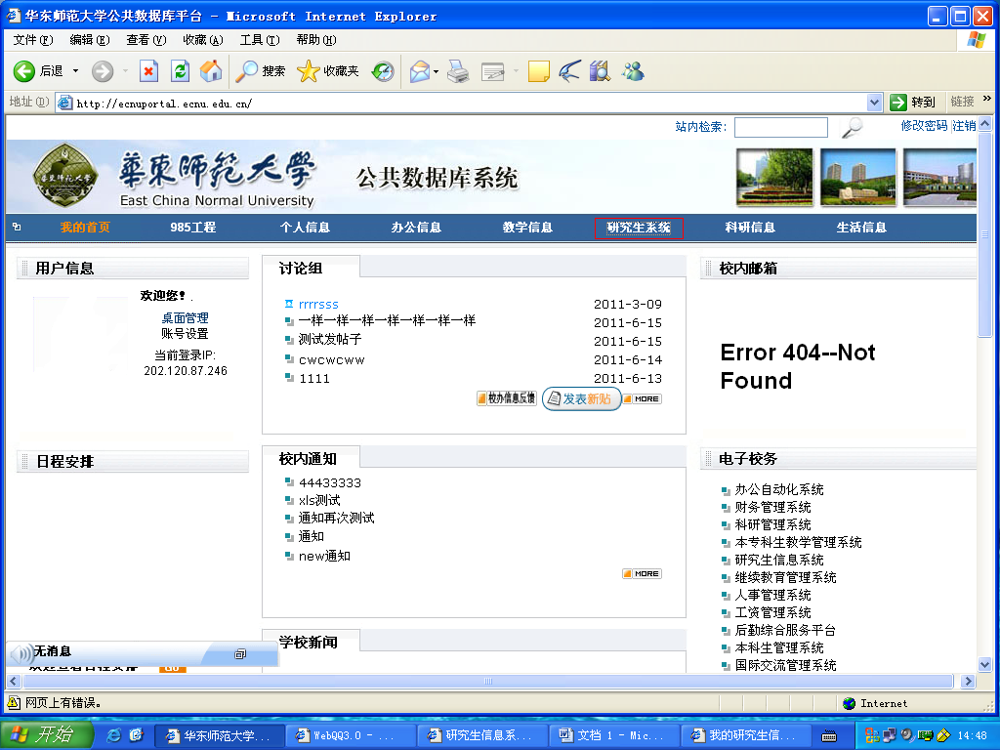 华东师范大学公共数据库平台 - Microsoft Internet Explorer
文件(F) 编辑(E) 查看(V) 收藏(A) 工具(T) 帮助(H)
后退 搜索 收藏夹
地址(D) http://ecnuportal.ecnu.edu.cn/ 转到 链接 »
站内检索: 修改密码 注销
華東师范大学 公共数据库系统
East China Normal University
我的首页 985工程 个人信息 办公信息 教学信息 研究生系统 科研信息 生活信息
用户信息
欢迎您! .
桌面管理
账号设置
当前登录IP:
202.120.87.246
日程安排
讨论组
rrrrsss 2011-3-09
一样一样一样一样一样一样一样 2011-6-15
测试发帖子 2011-6-15
cwcwcww 2011-6-14
1111 2011-6-13
校办信息反馈 发表新贴 MORE
校内通知
44433333
xls测试
通知再次测试
通知
new通知
MORE
学校新闻
校内邮箱
Error 404--Not
Found
电子校务
办公自动化系统
财务管理系统
科研管理系统
本专科生教学管理系统
研究生信息系统
继续教育管理系统
人事管理系统
工资管理系统
后勤综合服务平台
本科生管理系统
国际交流管理系统
无消息
欢迎查看日程安排 GO
网页上有错误。 Internet
开始 华东师范大学... WebQQ3.0 - ... 研究生信息系... 文档 1 - Mic... 我的研究生信... 14:48